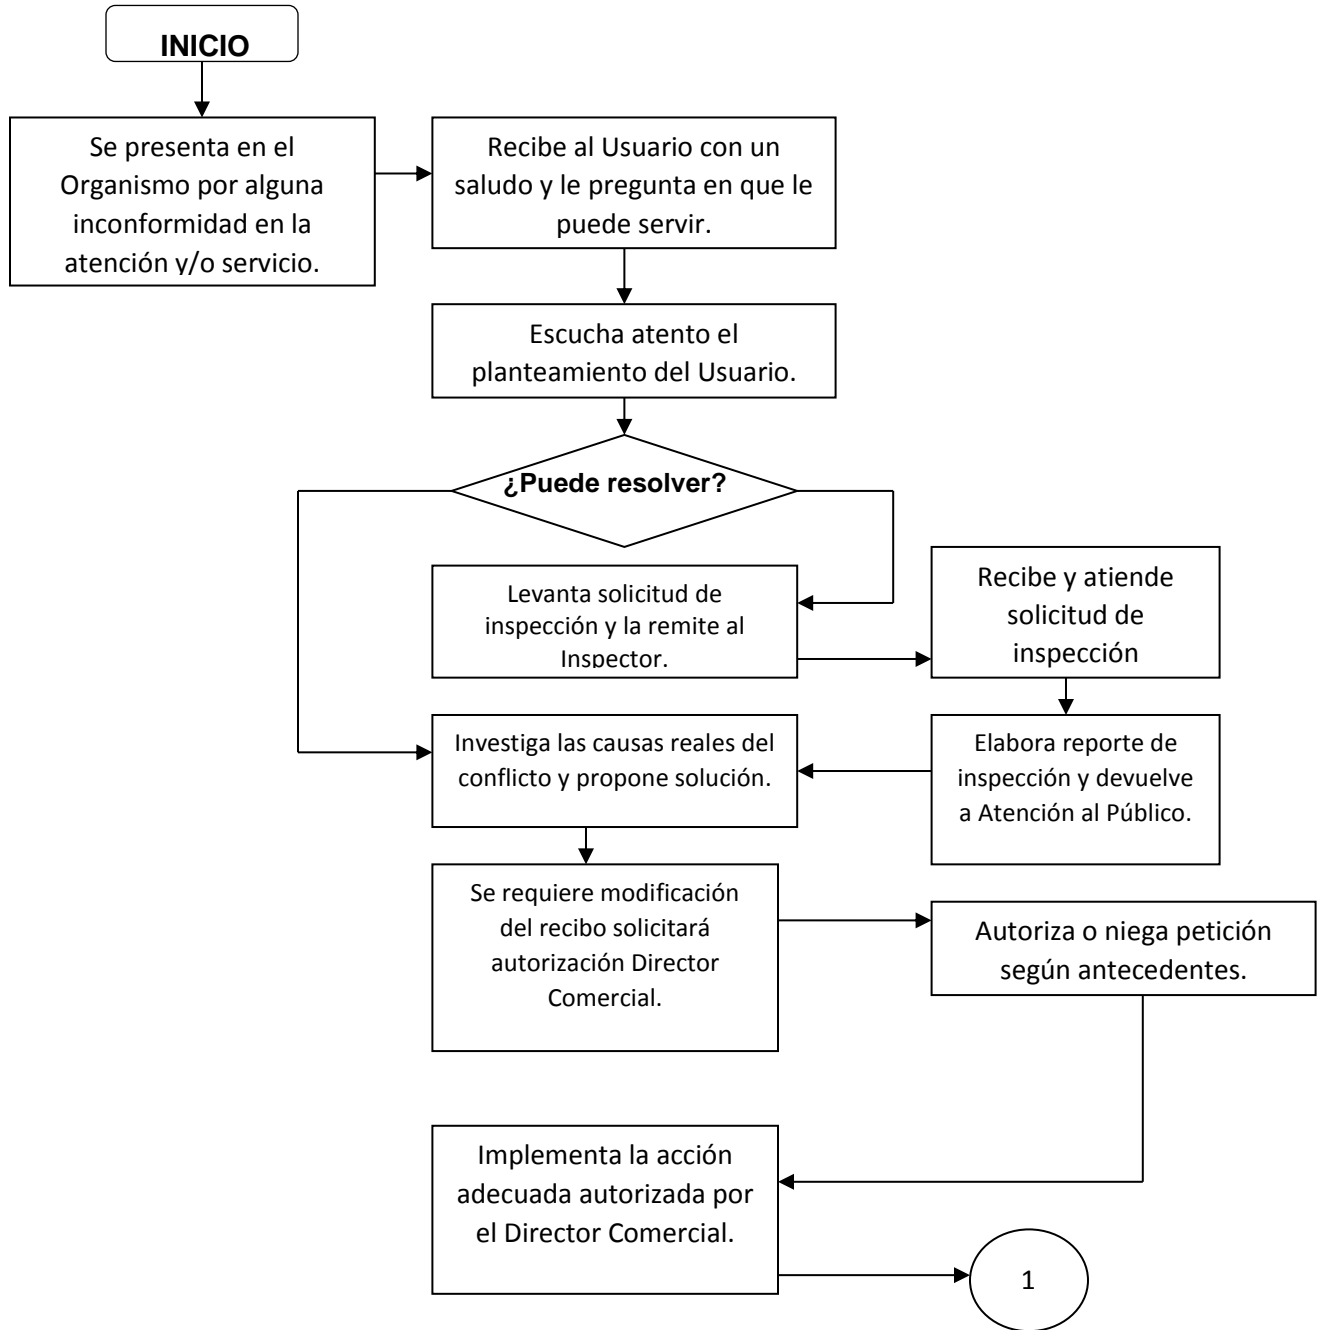 INICIO
Se presenta en el
Organismo por alguna
inconformidad en la
atención y/o servicio.
Recibe al Usuario con un
saludo y le pregunta en que le
puede servir.
Escucha atento el
planteamiento del Usuario.
¿Puede resolver?
Levanta solicitud de
inspección y la remite al
Inspector.
Recibe y atiende
solicitud de
inspección
Investiga las causas reales del
conflicto y propone solución.
Elabora reporte de
inspección y devuelve
a Atención al Público.
Se requiere modificación
del recibo solicitará
autorización Director
Comercial.
Autoriza o niega petición
según antecedentes.
Implementa la acción
adecuada autorizada por
el Director Comercial.
1